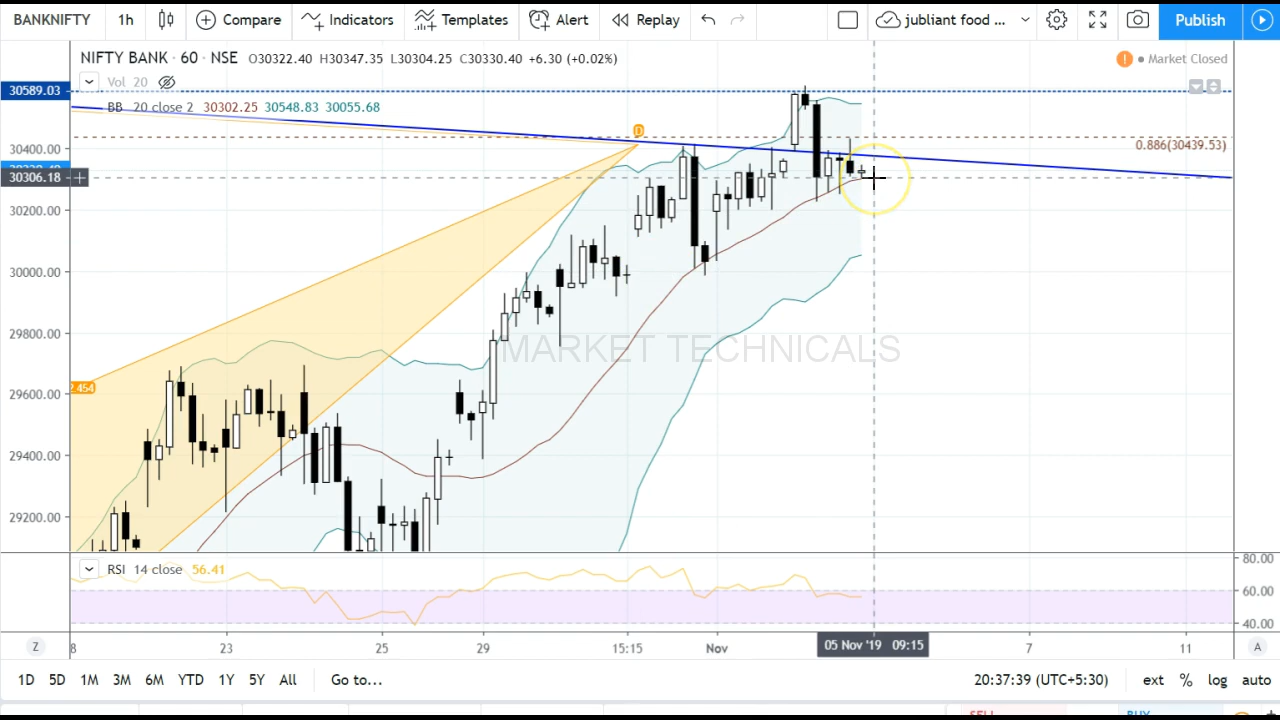 BANKNIFTY 1h Compare Indicators Templates Alert Replay jubliant food ... Publish
NIFTY BANK · 60 · NSE O30322.40 H30347.35 L30304.25 C30330.40 +6.30 (+0.02%) Market Closed
Vol 20
30589.03
BB 20 close 2 30302.25 30548.83 30055.68
D
30400.00
0.886(30439.53)
30306.18
30200.00
30000.00
29800.00
MARKET TECHNICALS
2.454
29600.00
29400.00
29200.00
RSI 14 close 56.41
80.00
60.00
40.00
Z 8 23 25 29 15:15 Nov 05 Nov '19 09:15 7 11 A
1D 5D 1M 3M 6M YTD 1Y 5Y All Go to... 20:37:39 (UTC+5:30) ext % log auto
SELL BUY